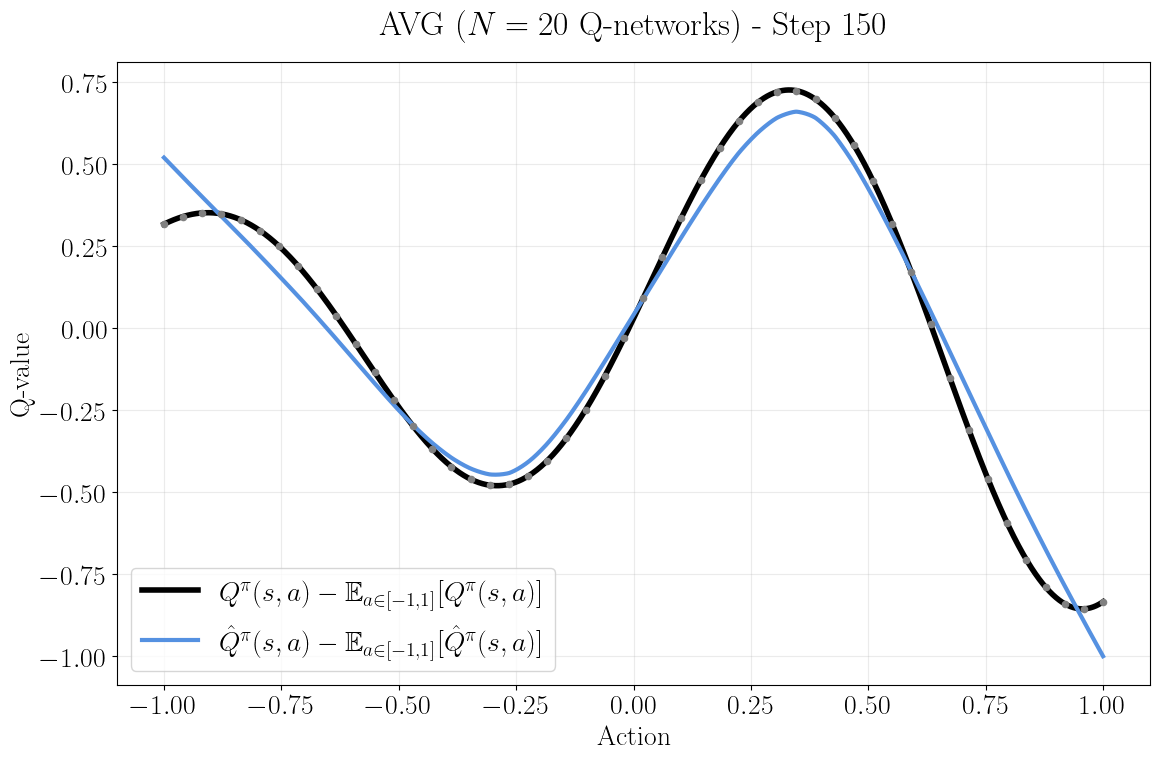 AVG (N = 20 Q-networks) - Step 150
Q-value
0.75
0.50
0.25
0.00
−0.25
−0.50
−0.75
−1.00
Q^π(s, a) − 𝔼_{a∈[−1,1]}[Q^π(s, a)]
Q̂^π(s, a) − 𝔼_{a∈[−1,1]}[Q̂^π(s, a)]
−1.00 −0.75 −0.50 −0.25 0.00 0.25 0.50 0.75 1.00
Action